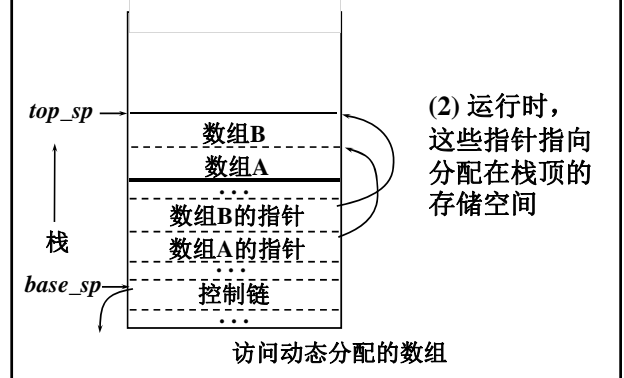 top_sp
数组B
数组A
...
数组B的指针
数组A的指针
...
栈
base_sp
控制链
...
(2) 运行时，
这些指针指向
分配在栈顶的
存储空间
访问动态分配的数组